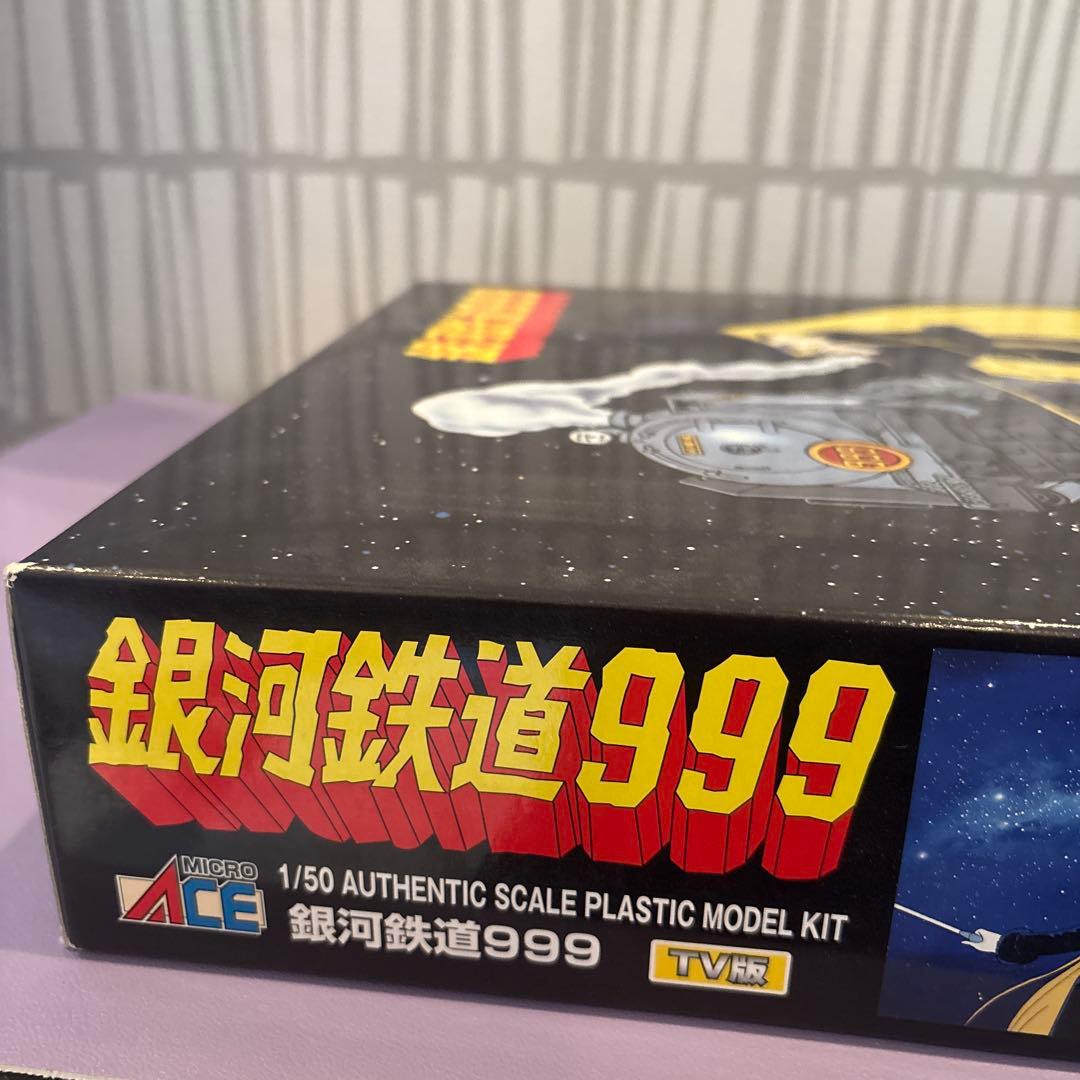 銀河鉄道999
MICRO ACE
1/50 AUTHENTIC SCALE PLASTIC MODEL KIT
銀河鉄道999
TV版